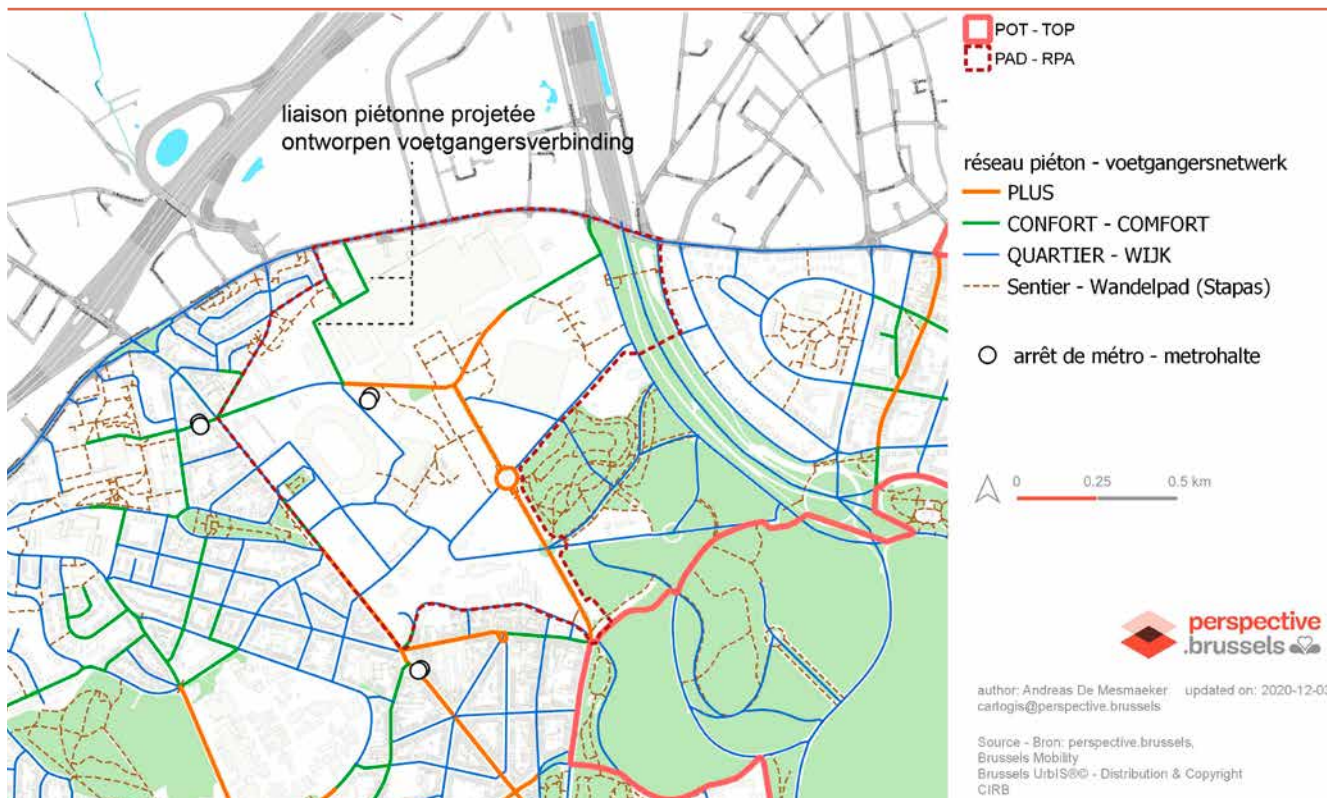 liaison piétonne projetée
ontworpen voetgangersverbinding
POT - TOP
PAD - RPA
réseau piéton - voetgangersnetwerk
PLUS
CONFORT - COMFORT
QUARTIER - WIJK
Sentier - Wandelpad (Stapas)
arrêt de métro - metrohalte
0 0.25 0.5 km
perspective
.brussels
author: Andreas De Mesmaeker updated on: 2020-12-03
cartogis@perspective.brussels
Source - Bron: perspective.brussels,
Brussels Mobility
Brussels UrbIS®© - Distribution & Copyright
CIRB